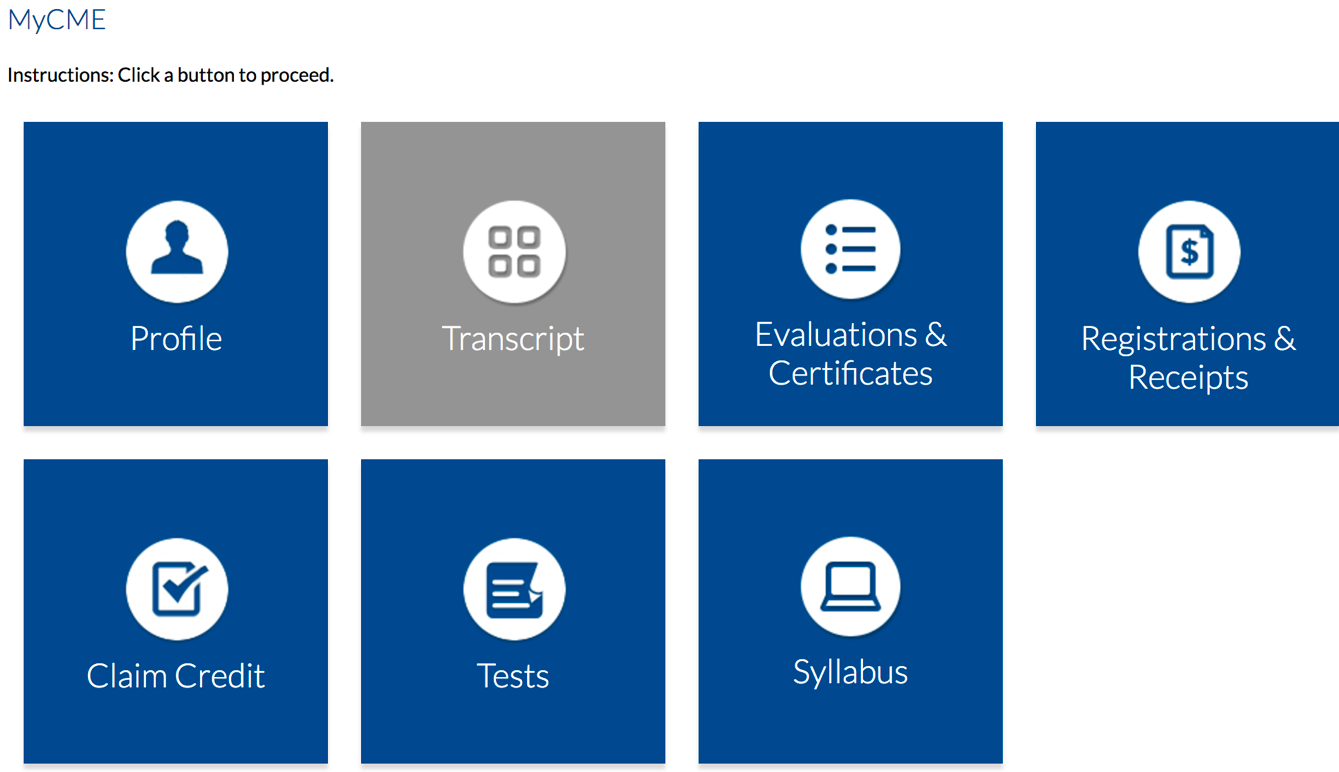 MyCME
Instructions: Click a button to proceed.
Profile
Transcript
Evaluations &
Certificates
$
Registrations &
Receipts
Claim Credit
Tests
Syllabus